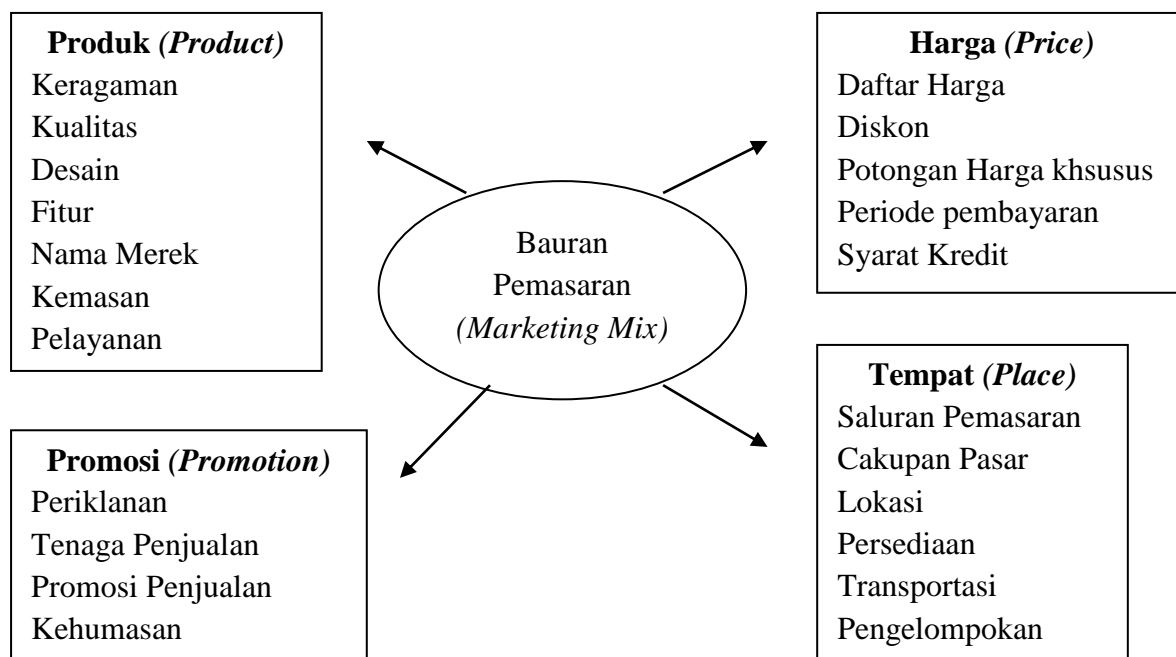 Produk (Product)
Keragaman
Kualitas
Desain
Fitur
Nama Merek
Kemasan
Pelayanan
Harga (Price)
Daftar Harga
Diskon
Potongan Harga khsusus
Periode pembayaran
Syarat Kredit
Bauran
Pemasaran
(Marketing Mix)
Promosi (Promotion)
Periklanan
Tenaga Penjualan
Promosi Penjualan
Kehumasan
Tempat (Place)
Saluran Pemasaran
Cakupan Pasar
Lokasi
Persediaan
Transportasi
Pengelompokan